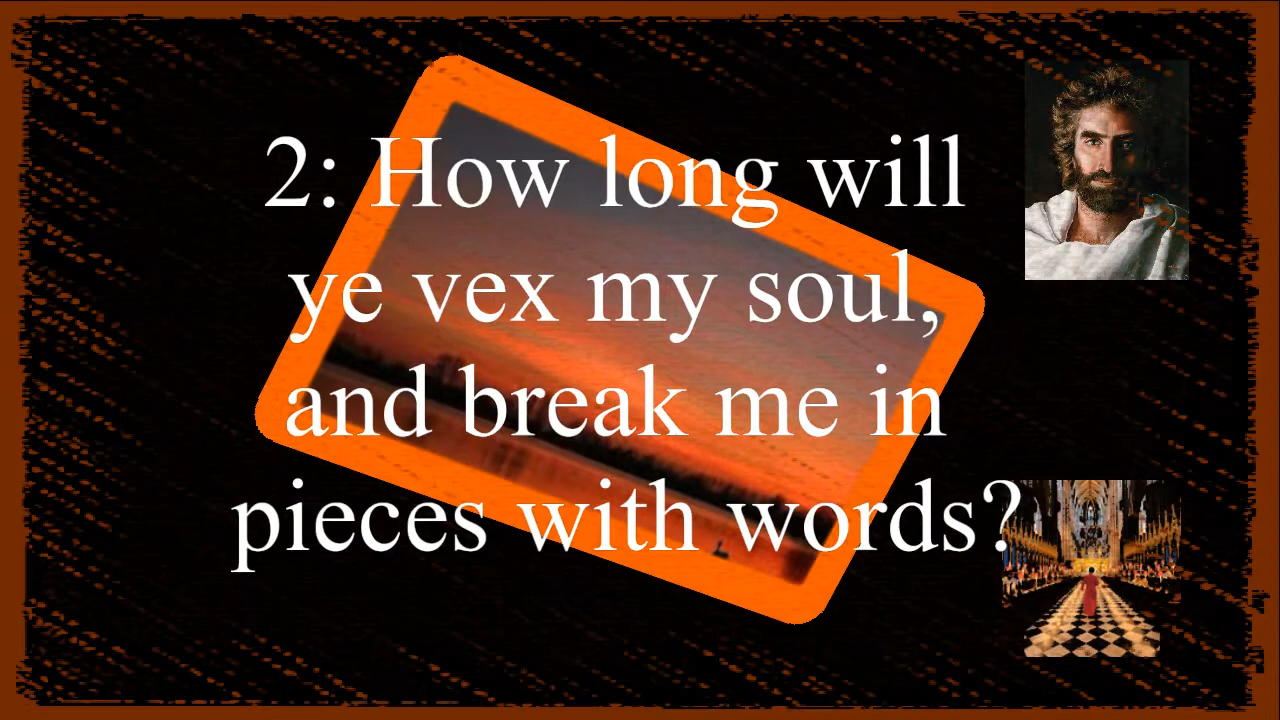 2: How long will
ye vex my soul,
and break me in
pieces with words?